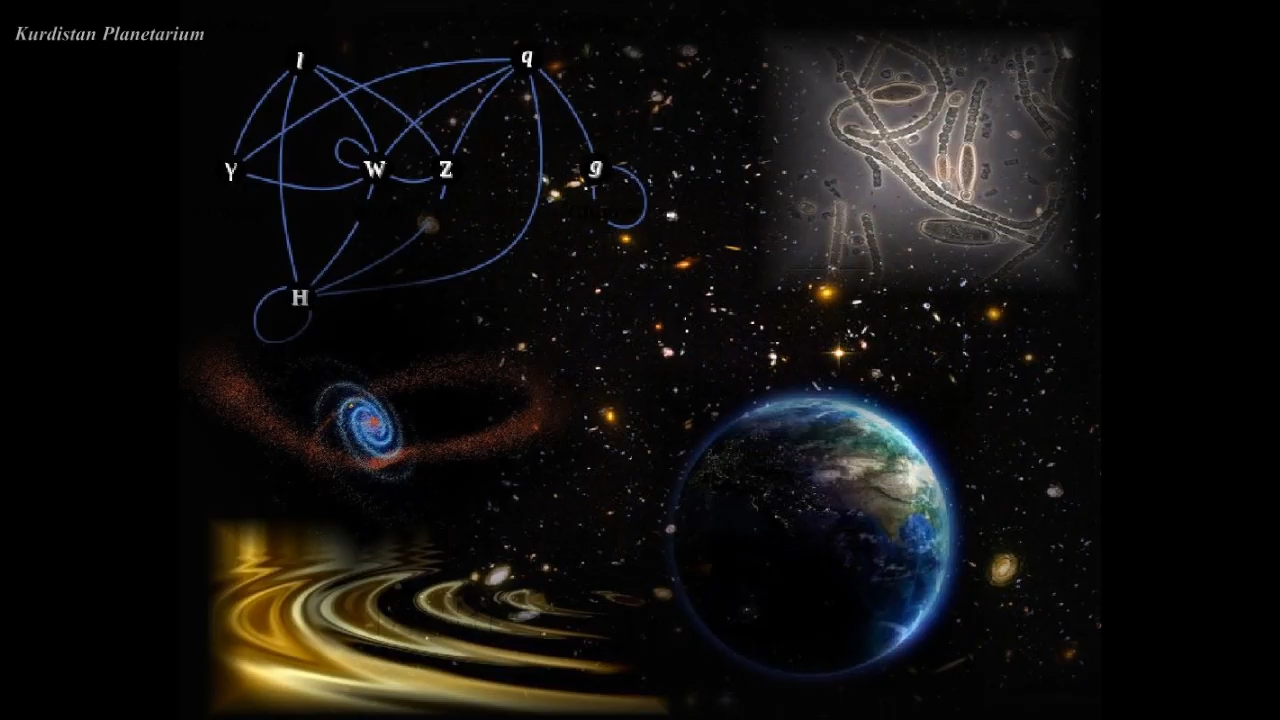 Kurdistan Planetarium
l q
γ W Z g
H